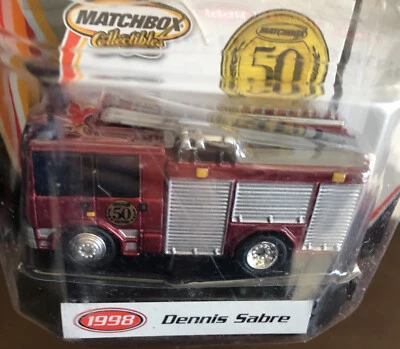 MATCHBOX
Collectibles
MATCHBOX
50
50
1998 Dennis Sabre